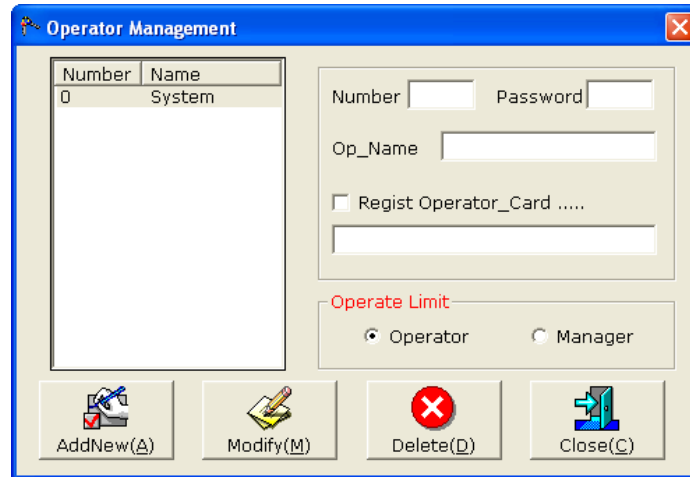 Operator Management
Number Name
0 System
Number Password
Op_Name
Regist Operator_Card .....
Operate Limit
Operator Manager
AddNew(A) Modify(M) Delete(D) Close(C)